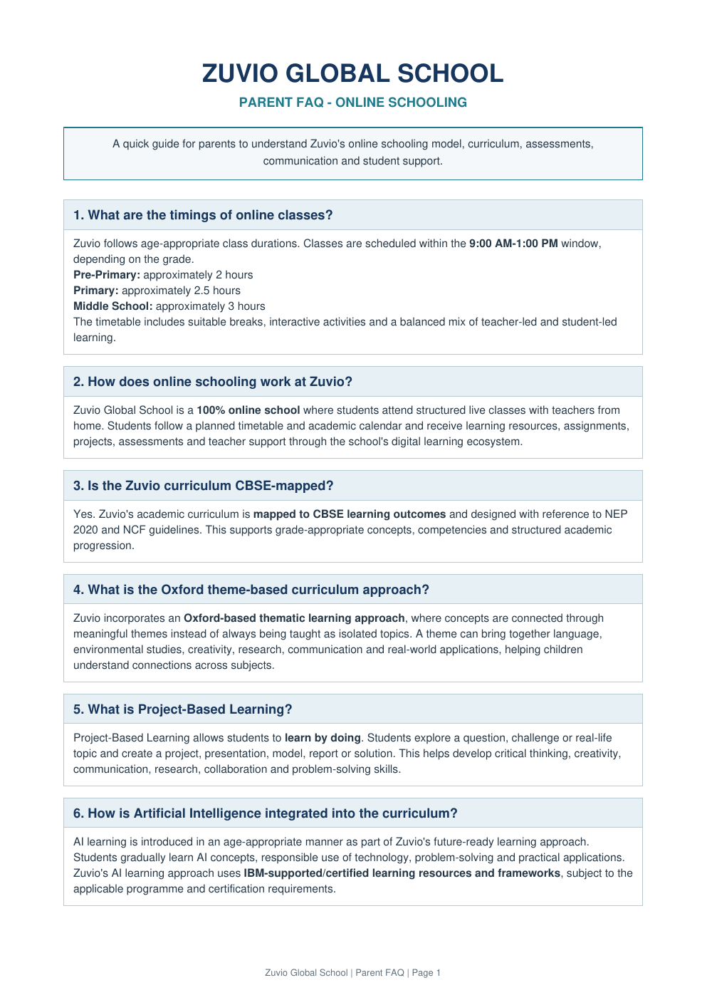 ZUVIO GLOBAL SCHOOL
PARENT FAQ - ONLINE SCHOOLING
A quick guide for parents to understand Zuvio's online schooling model, curriculum, assessments,
communication and student support.
1. What are the timings of online classes?
Zuvio follows age-appropriate class durations. Classes are scheduled within the 9:00 AM-1:00 PM window,
depending on the grade.
Pre-Primary: approximately 2 hours
Primary: approximately 2.5 hours
Middle School: approximately 3 hours
The timetable includes suitable breaks, interactive activities and a balanced mix of teacher-led and student-led
learning.
2. How does online schooling work at Zuvio?
Zuvio Global School is a 100% online school where students attend structured live classes with teachers from
home. Students follow a planned timetable and academic calendar and receive learning resources, assignments,
projects, assessments and teacher support through the school's digital learning ecosystem.
3. Is the Zuvio curriculum CBSE-mapped?
Yes. Zuvio's academic curriculum is mapped to CBSE learning outcomes and designed with reference to NEP
2020 and NCF guidelines. This supports grade-appropriate concepts, competencies and structured academic
progression.
4. What is the Oxford theme-based curriculum approach?
Zuvio incorporates an Oxford-based thematic learning approach, where concepts are connected through
meaningful themes instead of always being taught as isolated topics. A theme can bring together language,
environmental studies, creativity, research, communication and real-world applications, helping children
understand connections across subjects.
5. What is Project-Based Learning?
Project-Based Learning allows students to learn by doing. Students explore a question, challenge or real-life
topic and create a project, presentation, model, report or solution. This helps develop critical thinking, creativity,
communication, research, collaboration and problem-solving skills.
6. How is Artificial Intelligence integrated into the curriculum?
AI learning is introduced in an age-appropriate manner as part of Zuvio's future-ready learning approach.
Students gradually learn AI concepts, responsible use of technology, problem-solving and practical applications.
Zuvio's AI learning approach uses IBM-supported/certified learning resources and frameworks, subject to the
applicable programme and certification requirements.
Zuvio Global School | Parent FAQ | Page 1